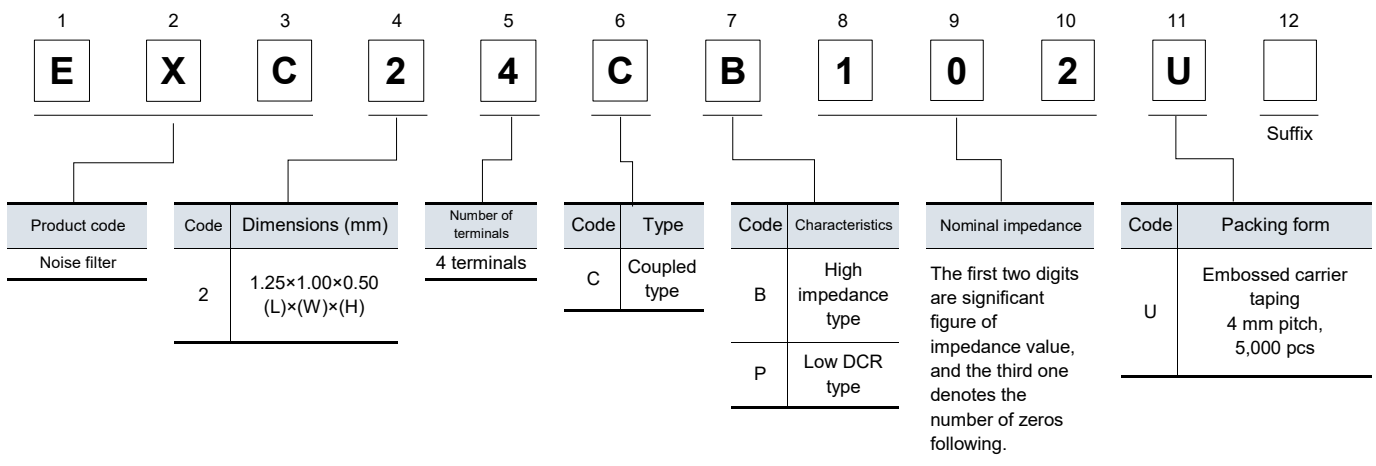 1 2 3 4 5 6 7 8 9 10 11 12
E X C 2 4 C B 1 0 2 U
Suffix
Product code
Noise filter
Code Dimensions (mm)
2 1.25×1.00×0.50
(L)×(W)×(H)
Number of
terminals
4 terminals
Code Type
C Coupled
type
Code Characteristics
B High
impedance
type
P Low DCR
type
Nominal impedance
The first two digits
are significant
figure of
impedance value,
and the third one
denotes the
number of zeros
following.
Code Packing form
U Embossed carrier
taping
4 mm pitch,
5,000 pcs